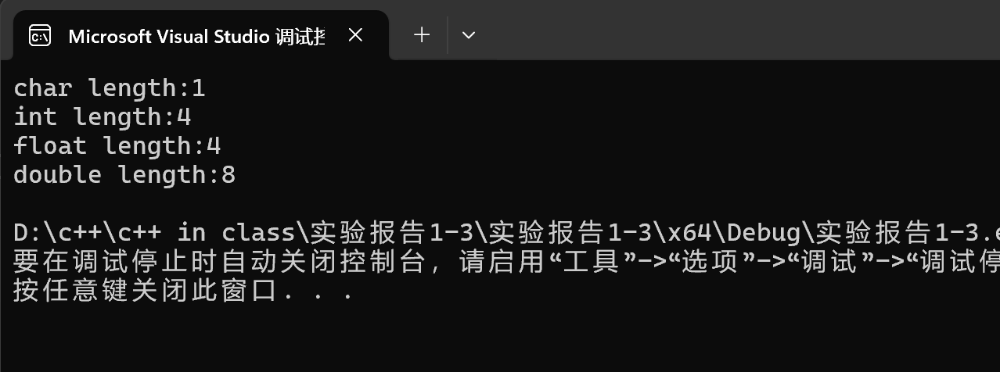 Microsoft Visual Studio 调试
char length:1
int length:4
float length:4
double length:8
D:\c++\c++ in class\实验报告1-3\实验报告1-3\x64\Debug\实验报告1-3.e
要在调试停止时自动关闭控制台，请启用“工具”->“选项”->“调试”->“调试停
按任意键关闭此窗口. . .